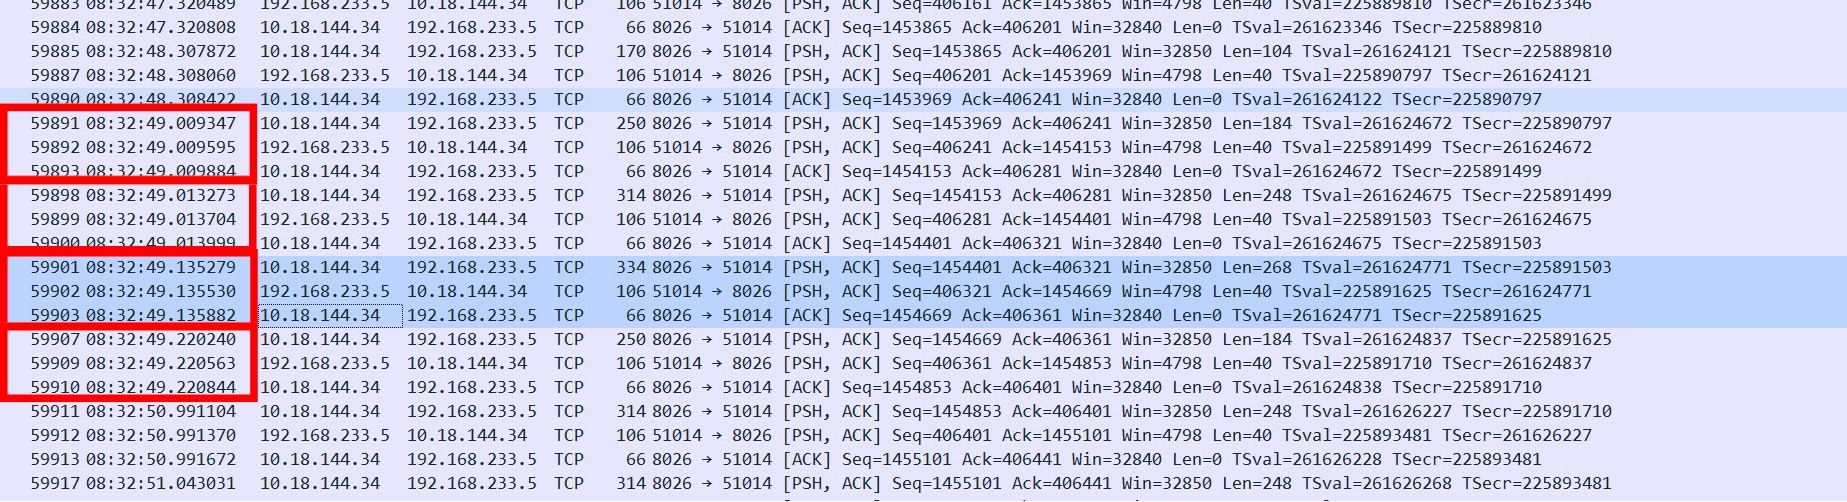 59883 08:32:47.320489 192.168.233.5 10.18.144.34 TCP 106 51014 → 8026 [PSH, ACK] Seq=406161 Ack=1453865 Win=4798 Len=40 TSval=225889810 TSecr=261623346
59884 08:32:47.320808 10.18.144.34 192.168.233.5 TCP 66 8026 → 51014 [ACK] Seq=1453865 Ack=406201 Win=32840 Len=0 TSval=261623346 TSecr=225889810
59885 08:32:48.307872 10.18.144.34 192.168.233.5 TCP 170 8026 → 51014 [PSH, ACK] Seq=1453865 Ack=406201 Win=32850 Len=104 TSval=261624121 TSecr=225889810
59887 08:32:48.308060 192.168.233.5 10.18.144.34 TCP 106 51014 → 8026 [PSH, ACK] Seq=406201 Ack=1453969 Win=4798 Len=40 TSval=225890797 TSecr=261624121
59890 08:32:48.308422 10.18.144.34 192.168.233.5 TCP 66 8026 → 51014 [ACK] Seq=1453969 Ack=406241 Win=32840 Len=0 TSval=261624122 TSecr=225890797
59891 08:32:49.009347 10.18.144.34 192.168.233.5 TCP 250 8026 → 51014 [PSH, ACK] Seq=1453969 Ack=406241 Win=32850 Len=184 TSval=261624672 TSecr=225890797
59892 08:32:49.009595 192.168.233.5 10.18.144.34 TCP 106 51014 → 8026 [PSH, ACK] Seq=406241 Ack=1454153 Win=4798 Len=40 TSval=225891499 TSecr=261624672
59893 08:32:49.009884 10.18.144.34 192.168.233.5 TCP 66 8026 → 51014 [ACK] Seq=1454153 Ack=406281 Win=32840 Len=0 TSval=261624672 TSecr=225891499
59898 08:32:49.013273 10.18.144.34 192.168.233.5 TCP 314 8026 → 51014 [PSH, ACK] Seq=1454153 Ack=406281 Win=32850 Len=248 TSval=261624675 TSecr=225891499
59899 08:32:49.013704 192.168.233.5 10.18.144.34 TCP 106 51014 → 8026 [PSH, ACK] Seq=406281 Ack=1454401 Win=4798 Len=40 TSval=225891503 TSecr=261624675
59900 08:32:49.013999 10.18.144.34 192.168.233.5 TCP 66 8026 → 51014 [ACK] Seq=1454401 Ack=406321 Win=32840 Len=0 TSval=261624675 TSecr=225891503
59901 08:32:49.135279 10.18.144.34 192.168.233.5 TCP 334 8026 → 51014 [PSH, ACK] Seq=1454401 Ack=406321 Win=32850 Len=268 TSval=261624771 TSecr=225891503
59902 08:32:49.135530 192.168.233.5 10.18.144.34 TCP 106 51014 → 8026 [PSH, ACK] Seq=406321 Ack=1454669 Win=4798 Len=40 TSval=225891625 TSecr=261624771
59903 08:32:49.135882 10.18.144.34 192.168.233.5 TCP 66 8026 → 51014 [ACK] Seq=1454669 Ack=406361 Win=32840 Len=0 TSval=261624771 TSecr=225891625
59907 08:32:49.220240 10.18.144.34 192.168.233.5 TCP 250 8026 → 51014 [PSH, ACK] Seq=1454669 Ack=406361 Win=32850 Len=184 TSval=261624837 TSecr=225891625
59909 08:32:49.220563 192.168.233.5 10.18.144.34 TCP 106 51014 → 8026 [PSH, ACK] Seq=406361 Ack=1454853 Win=4798 Len=40 TSval=225891710 TSecr=261624837
59910 08:32:49.220844 10.18.144.34 192.168.233.5 TCP 66 8026 → 51014 [ACK] Seq=1454853 Ack=406401 Win=32840 Len=0 TSval=261624838 TSecr=225891710
59911 08:32:50.991104 10.18.144.34 192.168.233.5 TCP 314 8026 → 51014 [PSH, ACK] Seq=1454853 Ack=406401 Win=32850 Len=248 TSval=261626227 TSecr=225891710
59912 08:32:50.991370 192.168.233.5 10.18.144.34 TCP 106 51014 → 8026 [PSH, ACK] Seq=406401 Ack=1455101 Win=4798 Len=40 TSval=225893481 TSecr=261626227
59913 08:32:50.991672 10.18.144.34 192.168.233.5 TCP 66 8026 → 51014 [ACK] Seq=1455101 Ack=406441 Win=32840 Len=0 TSval=261626228 TSecr=225893481
59917 08:32:51.043031 10.18.144.34 192.168.233.5 TCP 314 8026 → 51014 [PSH, ACK] Seq=1455101 Ack=406441 Win=32850 Len=248 TSval=261626268 TSecr=225893481